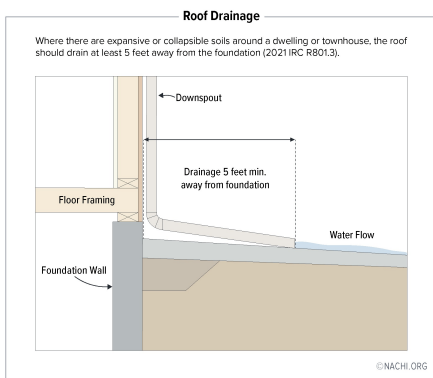 Roof Drainage
Where there are expansive or collapsible soils around a dwelling or townhouse, the roof
should drain at least 5 feet away from the foundation (2021 IRC R801.3).
Downspout
Drainage 5 feet min.
away from foundation
Floor Framing
Water Flow
Foundation Wall
©NACHI.ORG